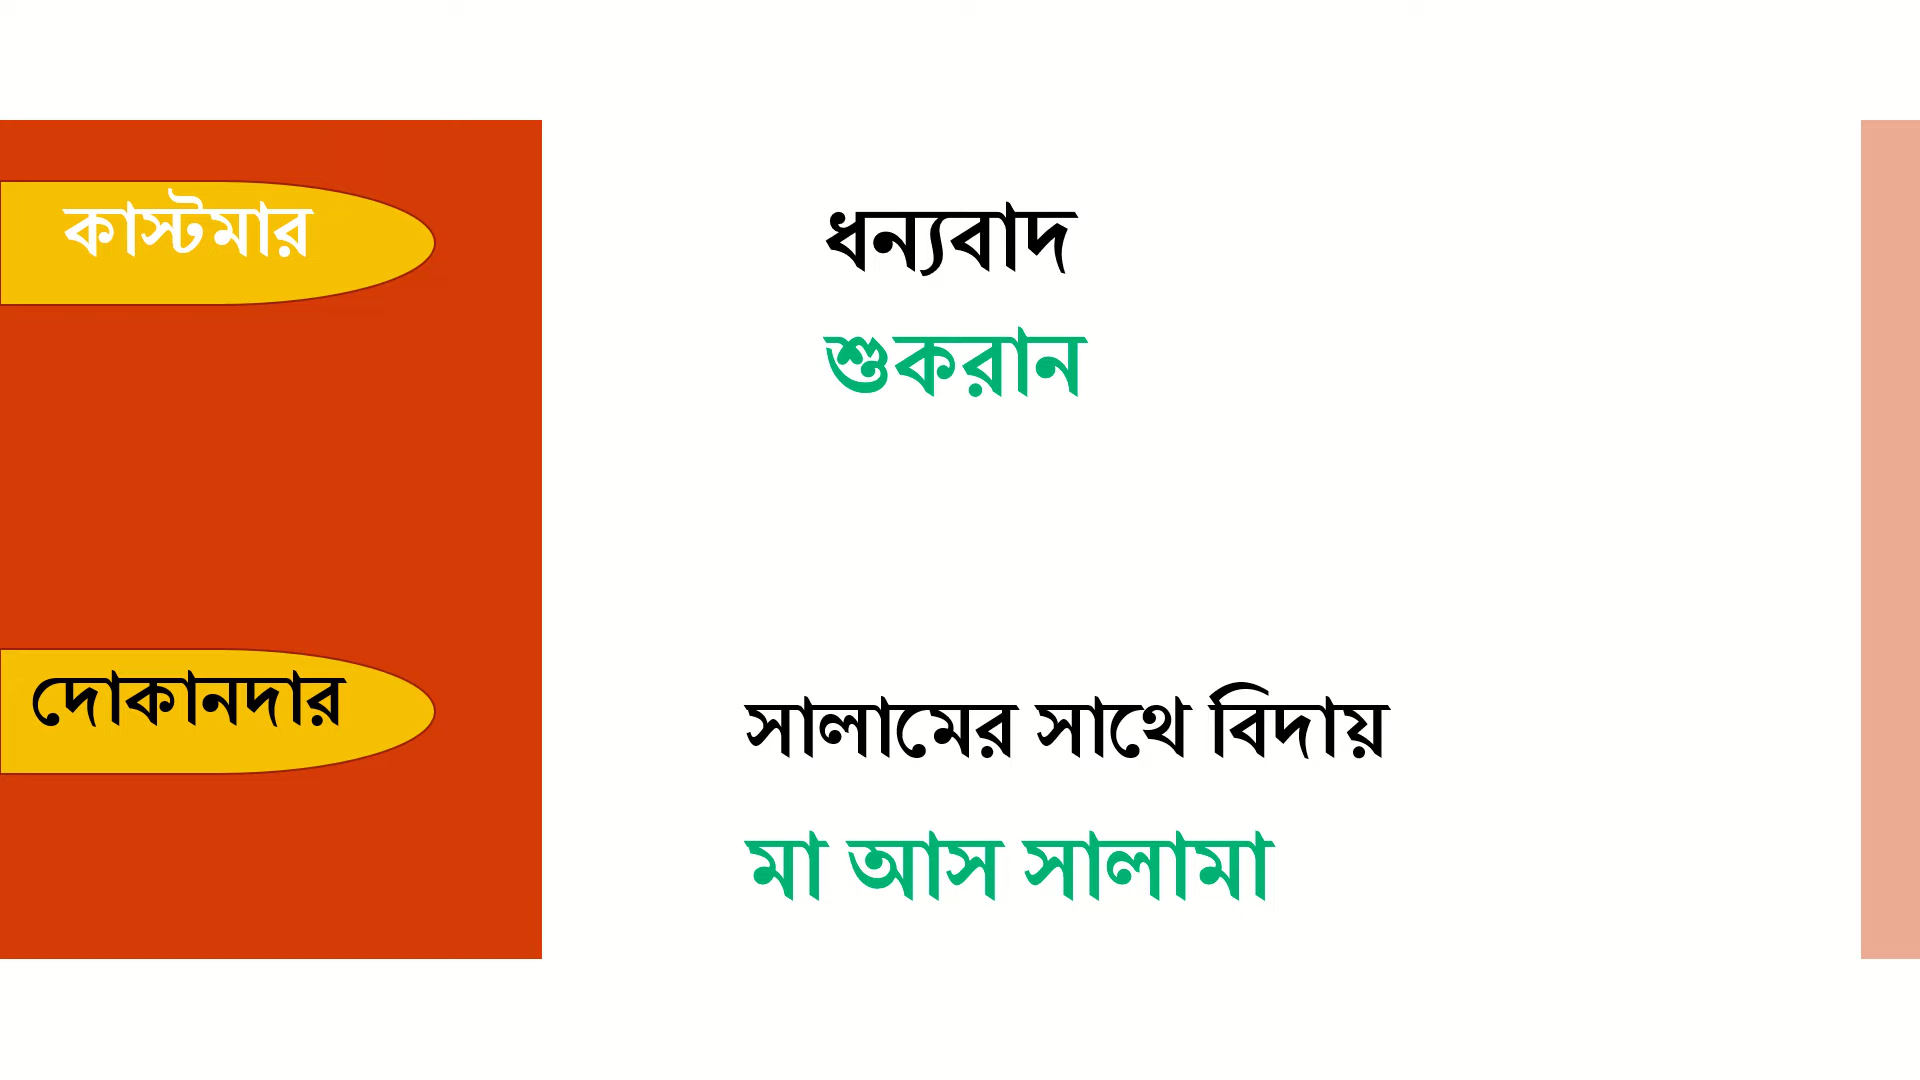 কাস্টমার
ধন্যবাদ
শুকরান
দোকানদার
সালামের সাথে বিদায়
মা আস সালামা